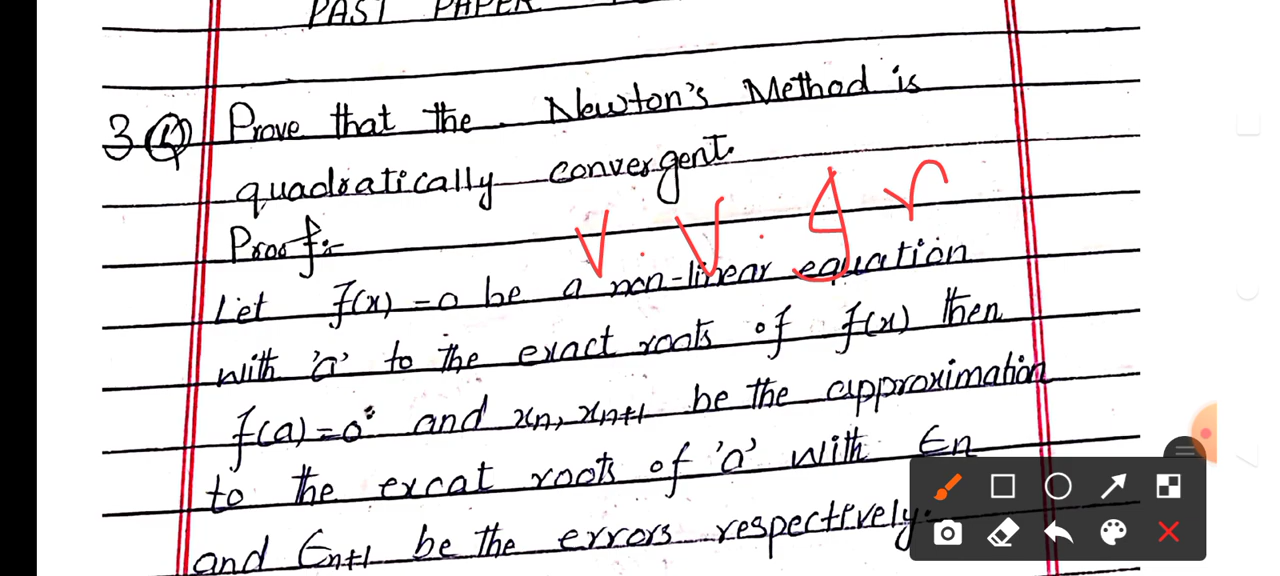 PAST PAPER
3 Q Prove that the Newton's Method is
quadratically convergent.
Proof:-
V. V. I
Let f(x) = 0 be a non-linear equation
with 'a' to the exact roots of f(x) then
f(a) = 0 and xn, xn+1 be the approximation
to the excat roots of 'a' with ∈n
and ∈n+1 be the errors respectively.